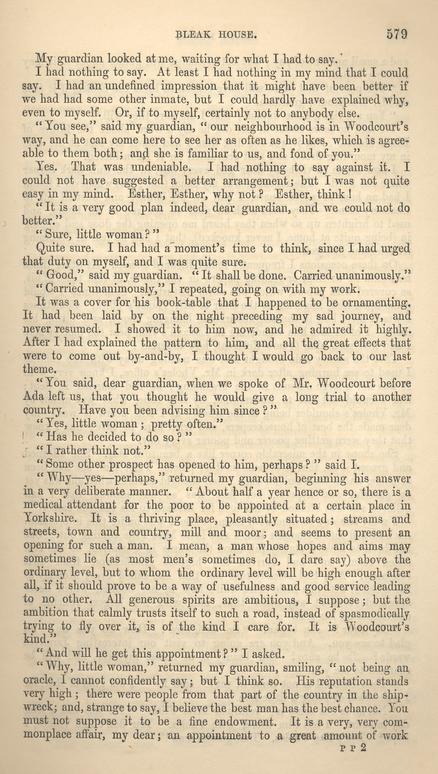 BLEAK HOUSE. 579
My guardian looked at me, waiting for what I had to say.
I had nothing to say. At least I had nothing in my mind that I could
say. I had an undefined impression that it might have been better if
we had had some other inmate, but I could hardly have explained why,
even to myself. Or, if to myself, certainly not to anybody else.
“You see,” said my guardian, “our neighbourhood is in Woodcourt's
way, and he can come here to see her as often as he likes, which is agree-
able to them both; and she is familiar to us, and fond of you.”
Yes. That was undeniable. I had nothing to say against it. I
could not have suggested a better arrangement; but I was not quite
easy in my mind. Esther, Esther, why not? Esther, think!
“It is a very good plan indeed, dear guardian, and we could not do
better.”
“Sure, little woman?”
Quite sure. I had had a moment's time to think, since I had urged
that duty on myself, and I was quite sure.
“Good,” said my guardian. “It shall be done. Carried unanimously.”
“Carried unanimously,” I repeated, going on with my work.
It was a cover for his book-table that I happened to be ornamenting.
It had been laid by on the night preceding my sad journey, and
never resumed. I showed it to him now, and he admired it highly.
After I had explained the pattern to him, and all the great effects that
were to come out by-and-by, I thought I would go back to our last
theme.
“You said, dear guardian, when we spoke of Mr. Woodcourt before
Ada left us, that you thought he would give a long trial to another
country. Have you been advising him since?”
“Yes, little woman; pretty often.”
“Has he decided to do so?”
“I rather think not.”
“Some other prospect has opened to him, perhaps?” said I.
“Why—yes—perhaps,” returned my guardian, beginning his answer
in a very deliberate manner. “About half a year hence or so, there is a
medical attendant for the poor to be appointed at a certain place in
Yorkshire. It is a thriving place, pleasantly situated; streams and
streets, town and country, mill and moor; and seems to present an
opening for such a man. I mean, a man whose hopes and aims may
sometimes lie (as most men's sometimes do, I dare say) above the
ordinary level, but to whom the ordinary level will be high enough after
all, if it should prove to be a way of usefulness and good service leading
to no other. All generous spirits are ambitious, I suppose; but the
ambition that calmly trusts itself to such a road, instead of spasmodically
trying to fly over it, is of the kind I care for. It is Woodcourt's
kind.”
“And will he get this appointment?” I asked.
“Why, little woman,” returned my guardian, smiling, “not being an
oracle, I cannot confidently say; but I think so. His reputation stands
very high; there were people from that part of the country in the ship-
wreck; and, strange to say, I believe the best man has the best chance. You
must not suppose it to be a fine endowment. It is a very, very com-
monplace affair, my dear; an appointment to a great amount of work
P P 2